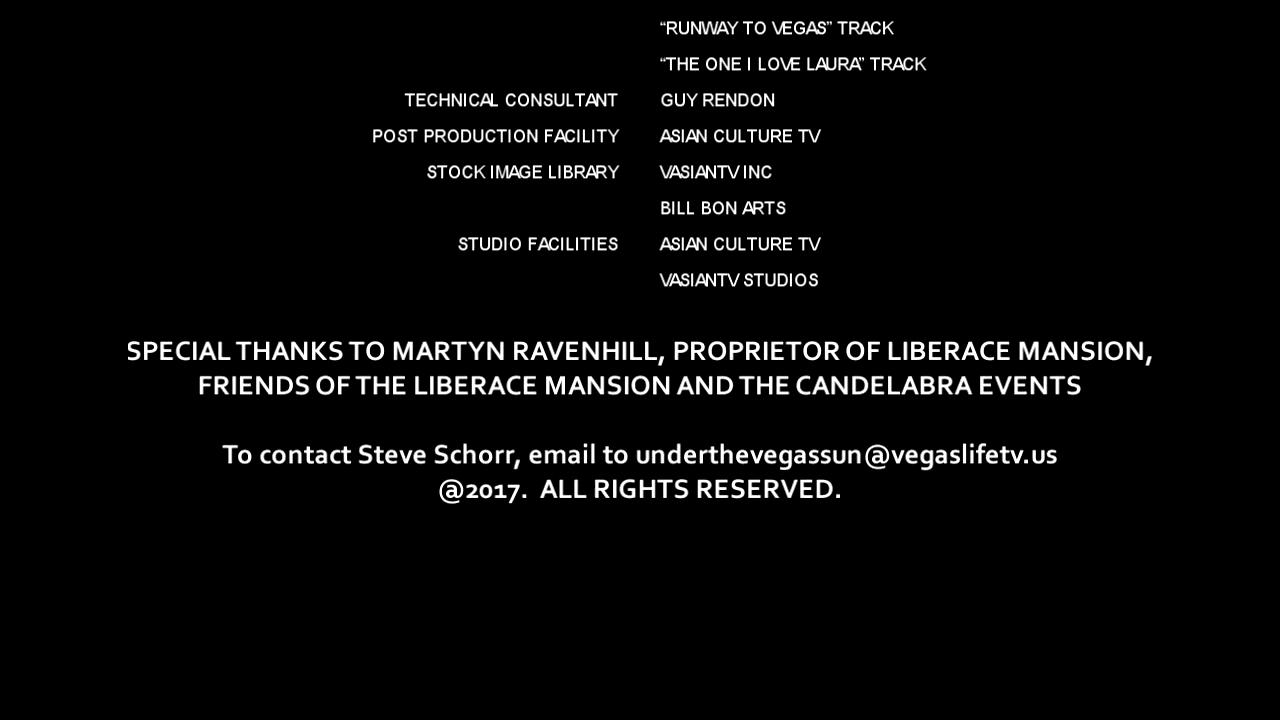 “RUNWAY TO VEGAS” TRACK
“THE ONE I LOVE LAURA” TRACK
TECHNICAL CONSULTANT GUY RENDON
POST PRODUCTION FACILITY ASIAN CULTURE TV
STOCK IMAGE LIBRARY VASIANTV INC
BILL BON ARTS
STUDIO FACILITIES ASIAN CULTURE TV
VASIANTV STUDIOS
SPECIAL THANKS TO MARTYN RAVENHILL, PROPRIETOR OF LIBERACE MANSION,
FRIENDS OF THE LIBERACE MANSION AND THE CANDELABRA EVENTS
To contact Steve Schorr, email to underthevegassun@vegaslifetv.us
@2017. ALL RIGHTS RESERVED.